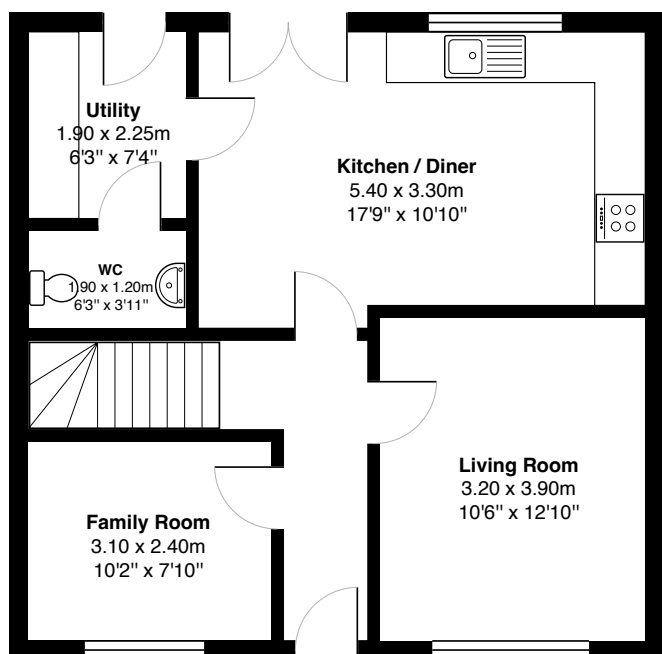 Utility
1.90 x 2.25m
6'3" x 7'4"
Kitchen / Diner
5.40 x 3.30m
17'9" x 10'10"
WC
1.90 x 1.20m
6'3" x 3'11"
Living Room
3.20 x 3.90m
10'6" x 12'10"
Family Room
3.10 x 2.40m
10'2" x 7'10"